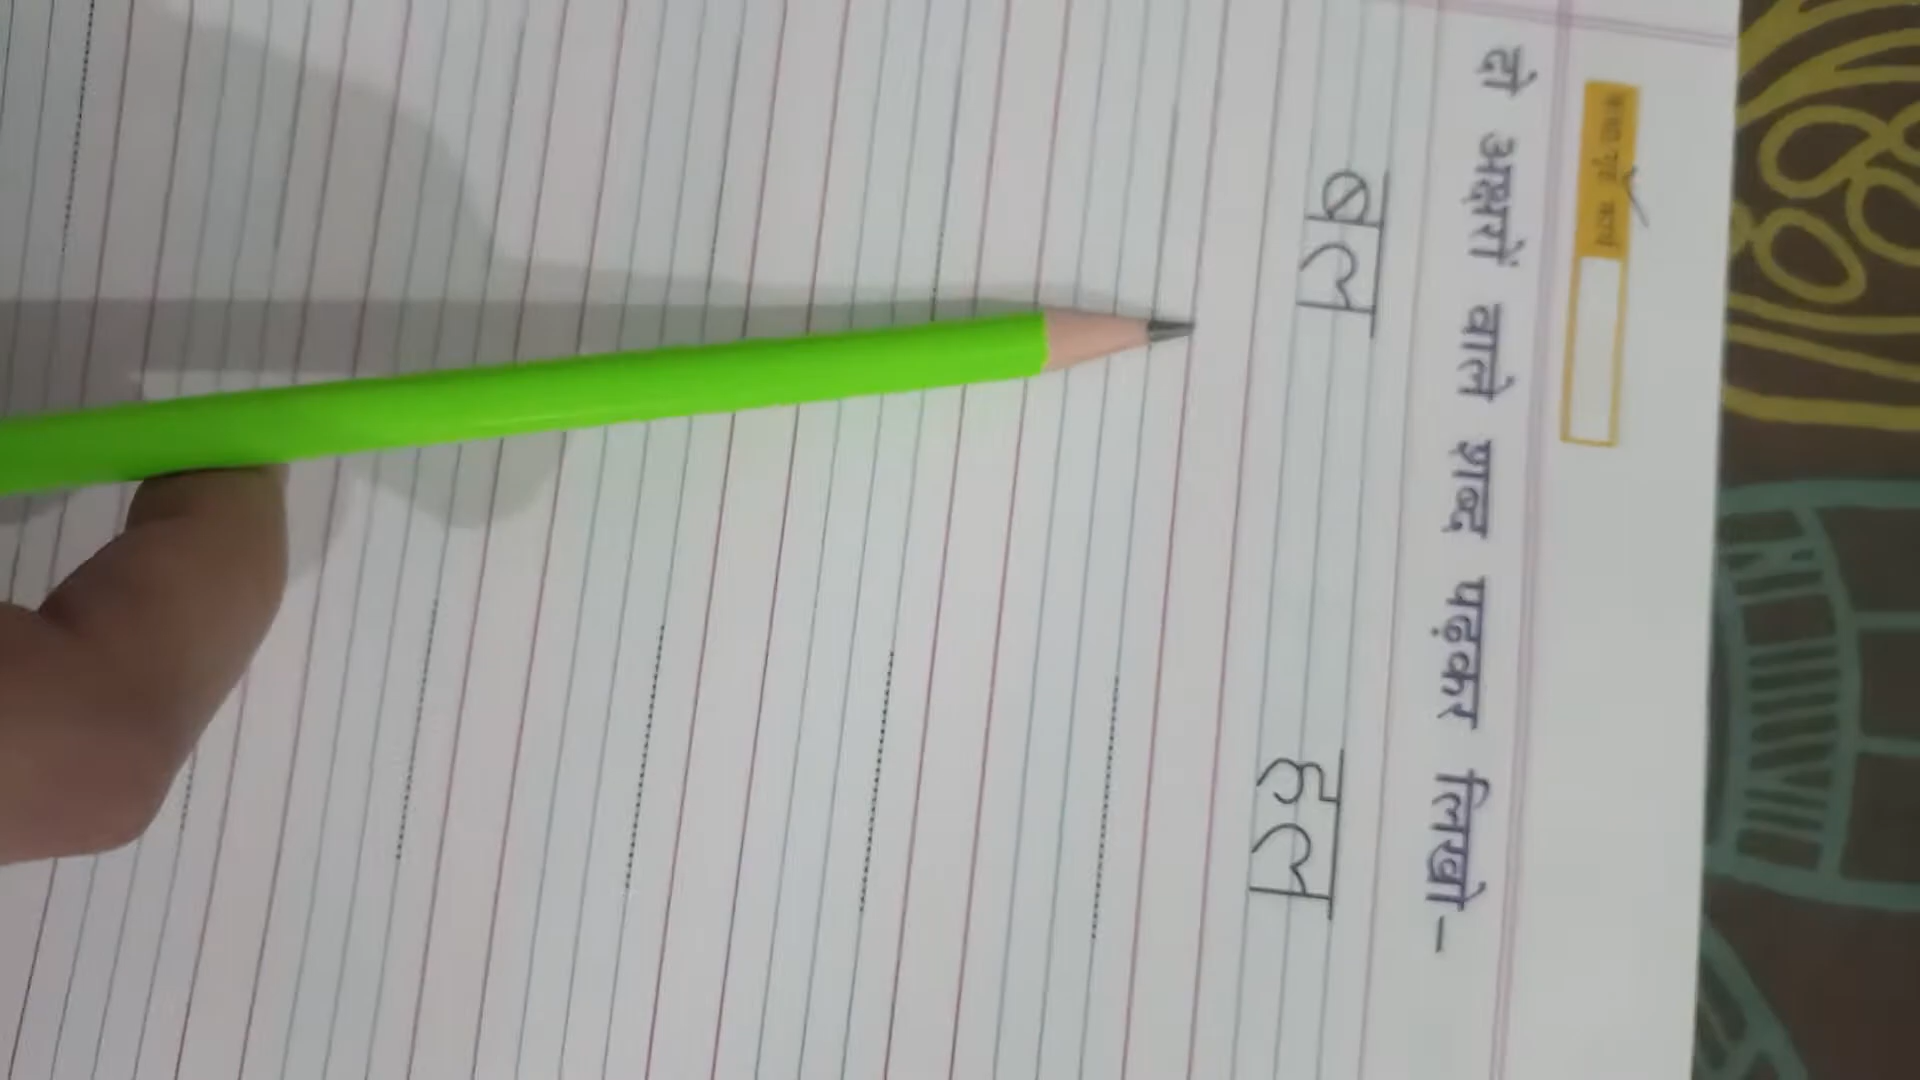 दो अक्षरों वाले शब्द पढ़कर लिखो-
बल हल